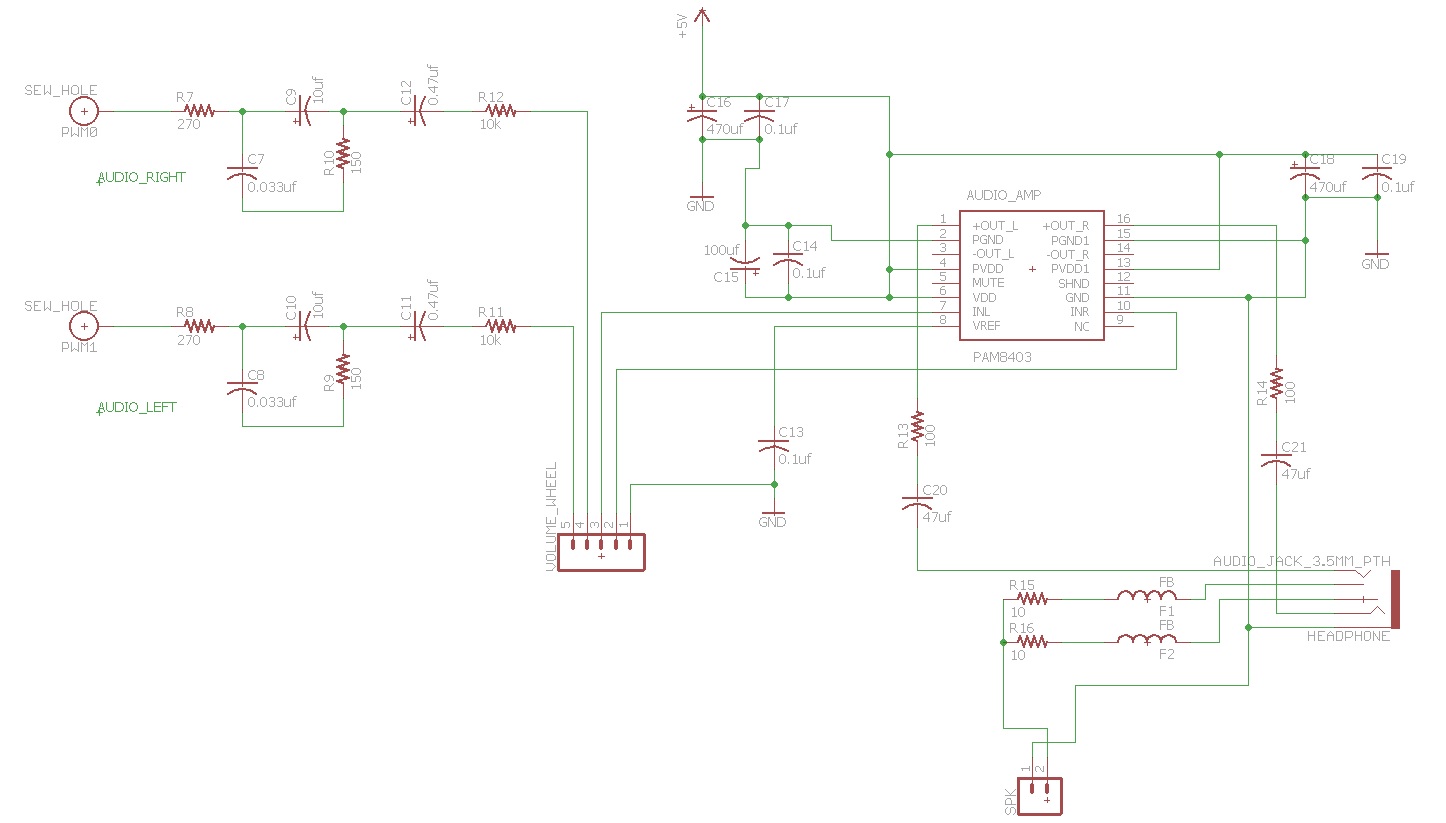 +5V
SEW_HOLE
PWM0
R7
270
C9
10uf
C12
0.47uf
R12
10k
C7
0.033uf
R10
150
AUDIO_RIGHT
C16
470uf
C17
0.1uf
GND
C18
470uf
C19
0.1uf
GND
100uf
C15
C14
0.1uf
AUDIO_AMP
1
2
3
4
5
6
7
8
+OUT_L
PGND
-OUT_L
PVDD
MUTE
VDD
INL
VREF
+OUT_R
PGND1
-OUT_R
PVDD1
SHND
GND
INR
NC
16
15
14
13
12
11
10
9
PAM8403
SEW_HOLE
PWM1
R8
270
C10
10uf
C11
0.47uf
R11
10k
C8
0.033uf
R9
150
AUDIO_LEFT
C13
0.1uf
GND
VOLUME_WHEEL
5
4
3
2
1
R13
100
C20
47uf
R14
100
C21
47uf
AUDIO_JACK_3.5MM_PTH
HEADPHONE
R15
10
FB
F1
R16
10
FB
F2
SPK
1
2